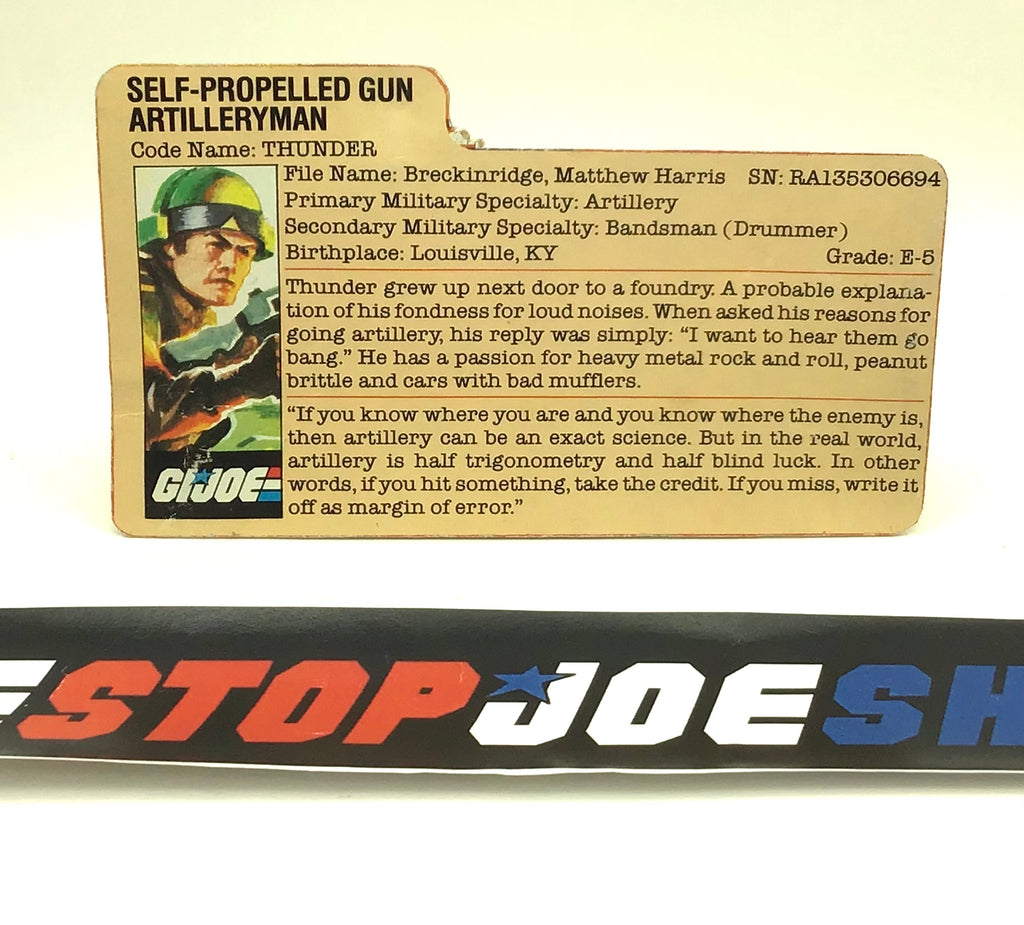 SELF-PROPELLED GUN
ARTILLERYMAN
Code Name: THUNDER
File Name: Breckinridge, Matthew Harris SN: RA135306694
Primary Military Specialty: Artillery
Secondary Military Specialty: Bandsman (Drummer)
Birthplace: Louisville, KY Grade: E-5
Thunder grew up next door to a foundry. A probable explana-
tion of his fondness for loud noises. When asked his reasons for
going artillery, his reply was simply: “I want to hear them go
bang.” He has a passion for heavy metal rock and roll, peanut
brittle and cars with bad mufflers.
“If you know where you are and you know where the enemy is,
then artillery can be an exact science. But in the real world,
artillery is half trigonometry and half blind luck. In other
words, if you hit something, take the credit. If you miss, write it
off as margin of error.”
GI JOE
E STOP JOE SH